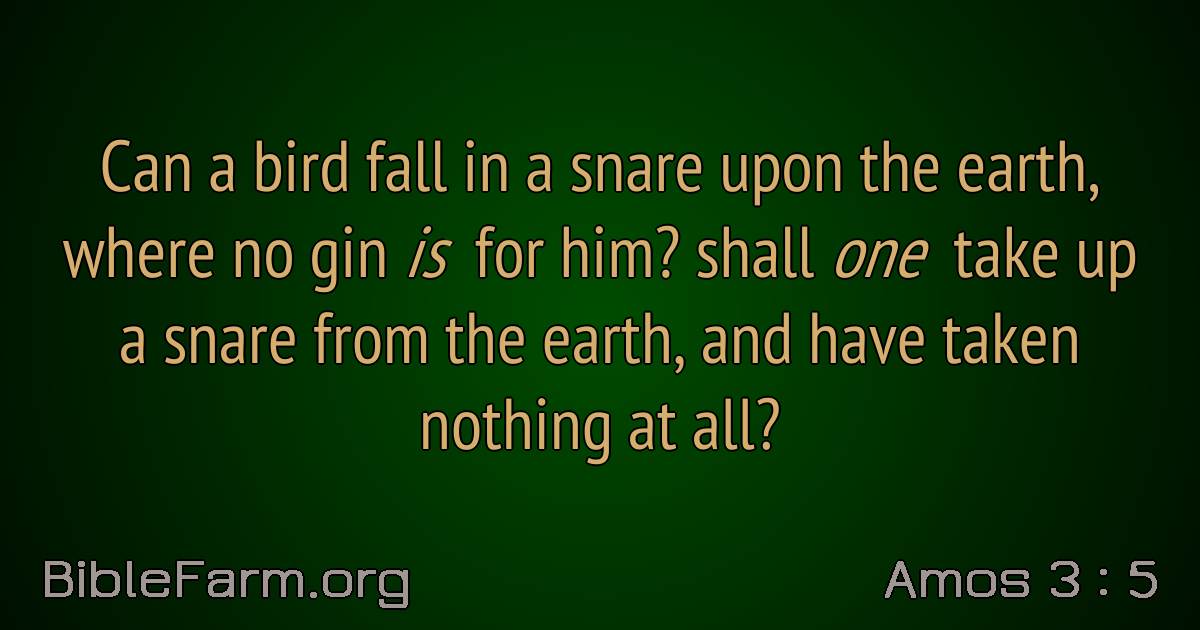 Can a bird fall in a snare upon the earth,
where no gin is for him? shall one take up
a snare from the earth, and have taken
nothing at all?
BibleFarm.org
Amos 3 : 5